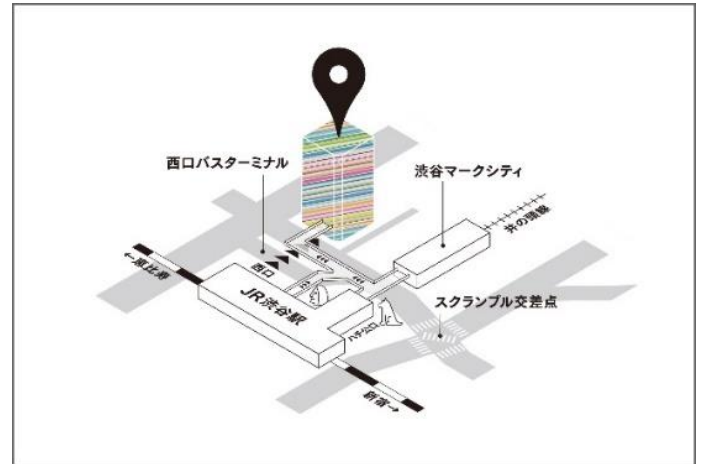 西口バスターミナル
渋谷マークシティ
井の頭線
←恵比寿
西口
JR渋谷駅
ハチ公口
スクランブル交差点
新宿→